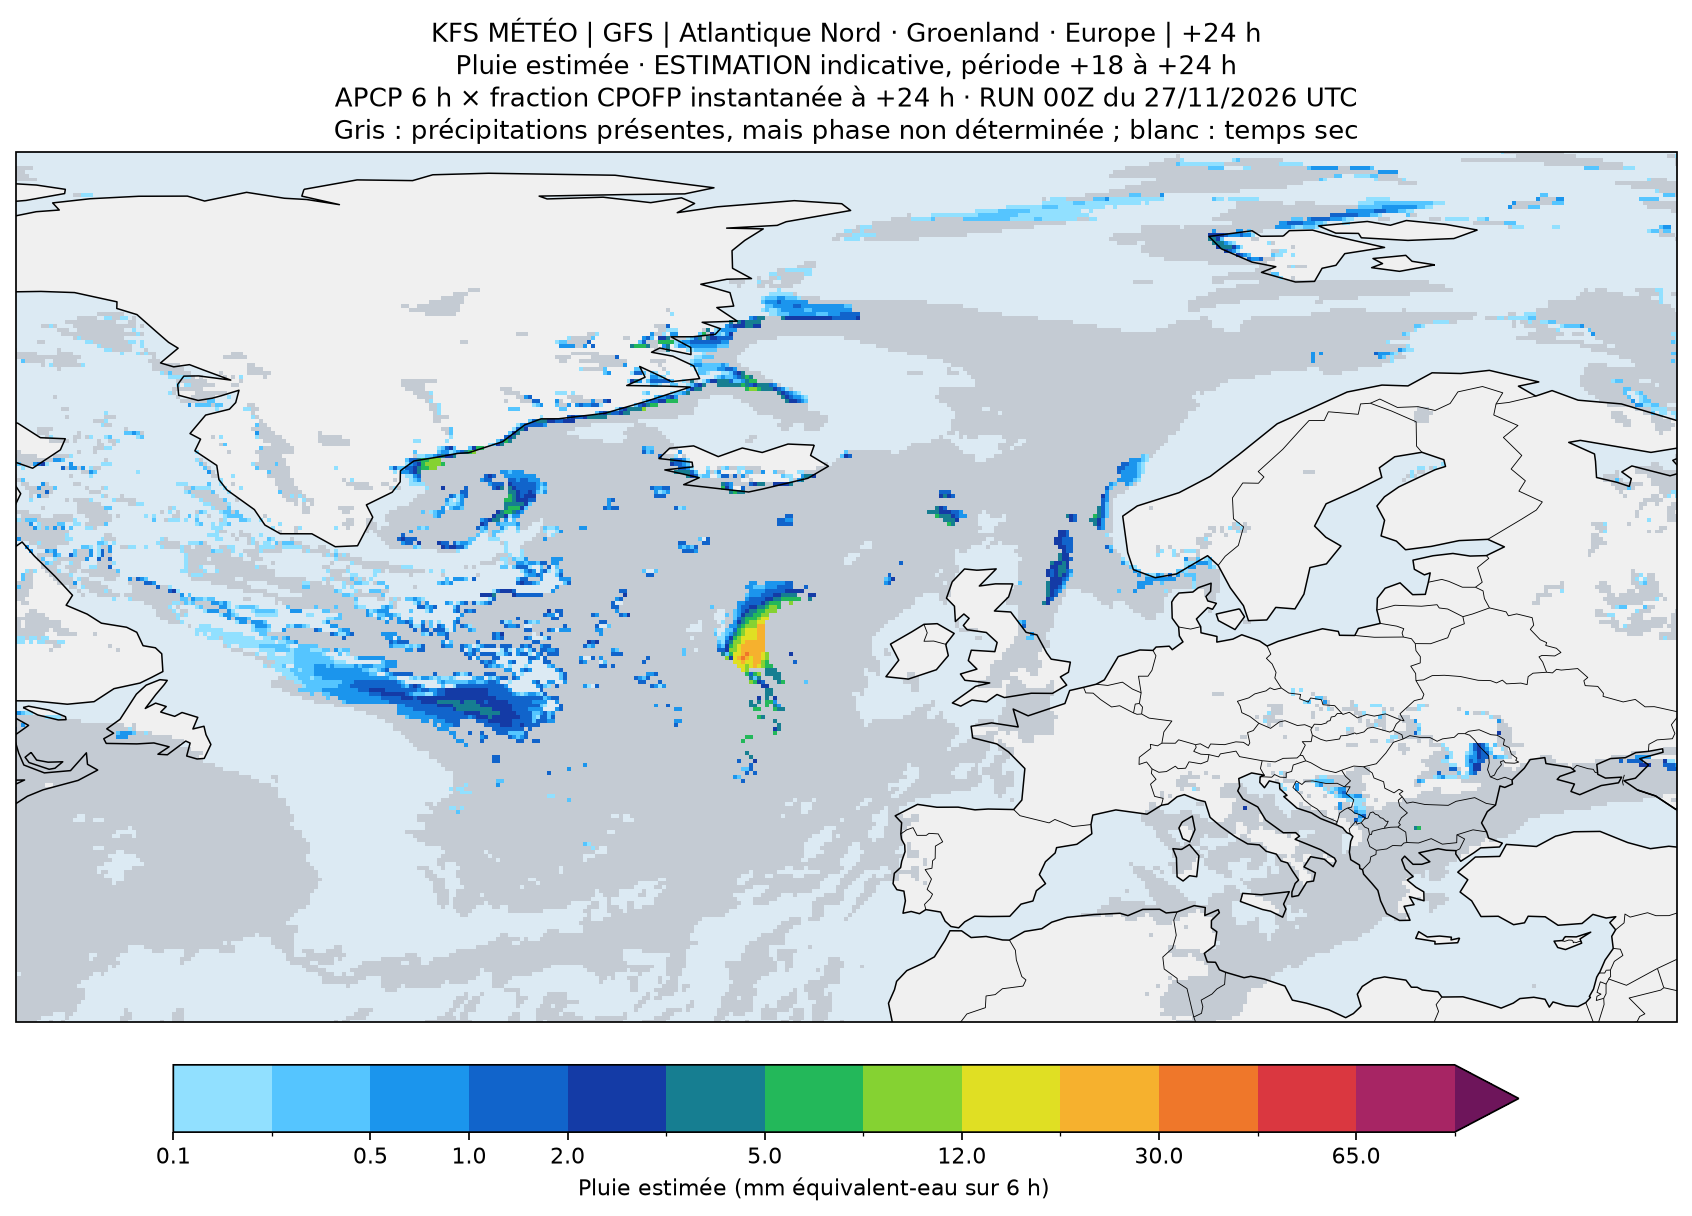 KFS MÉTÉO | GFS | Atlantique Nord · Groenland · Europe | +24 h
Pluie estimée · ESTIMATION indicative, période +18 à +24 h
APCP 6 h × fraction CPOFP instantanée à +24 h · RUN 00Z du 27/11/2026 UTC
Gris : précipitations présentes, mais phase non déterminée ; blanc : temps sec
0.1 0.5 1.0 2.0 5.0 12.0 30.0 65.0
Pluie estimée (mm équivalent-eau sur 6 h)